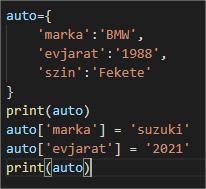 auto={
    'marka':'BMW',
    'evjarat':'1988',
    'szin':'Fekete'
}
print(auto)
auto['marka'] = 'suzuki'
auto['evjarat'] = '2021'
print(auto)